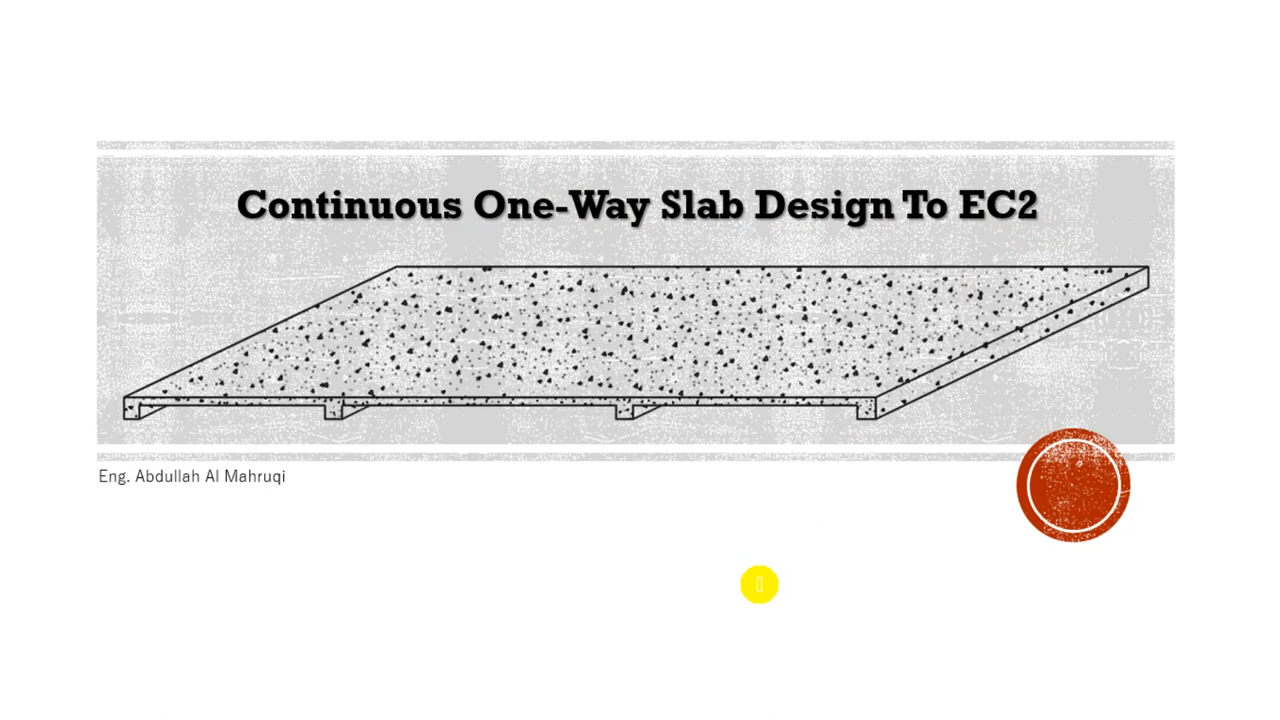 Continuous One-Way Slab Design To EC2
Eng. Abdullah Al Mahruqi